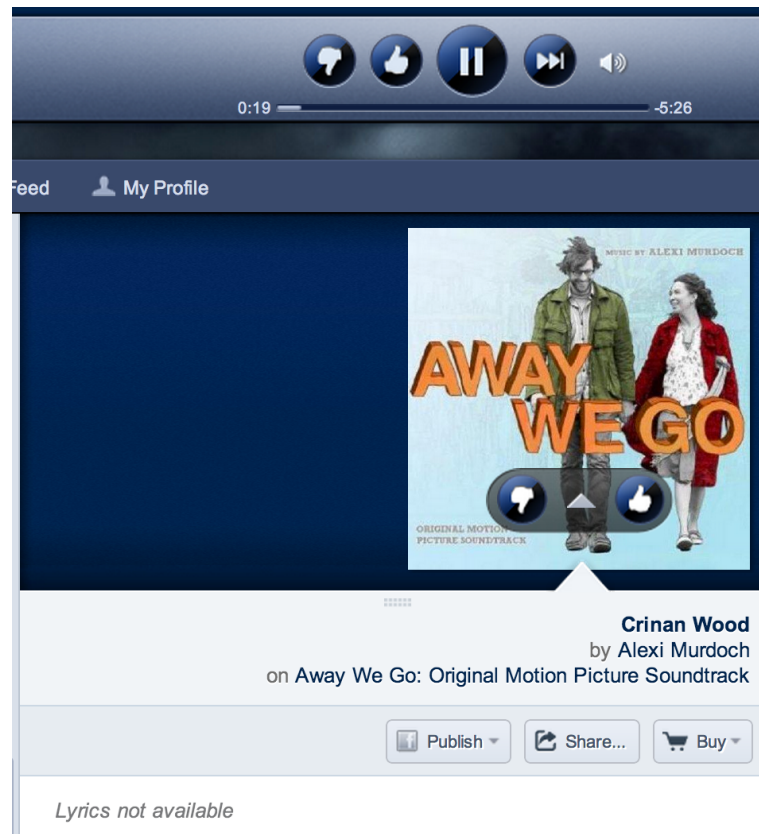 0:19 -5:26
Feed My Profile
MUSIC BY ALEXI MURDOCH
AWAY
WE GO
ORIGINAL MOTION
PICTURE SOUNDTRACK
Crinan Wood
by Alexi Murdoch
on Away We Go: Original Motion Picture Soundtrack
f Publish Share... Buy
Lyrics not available